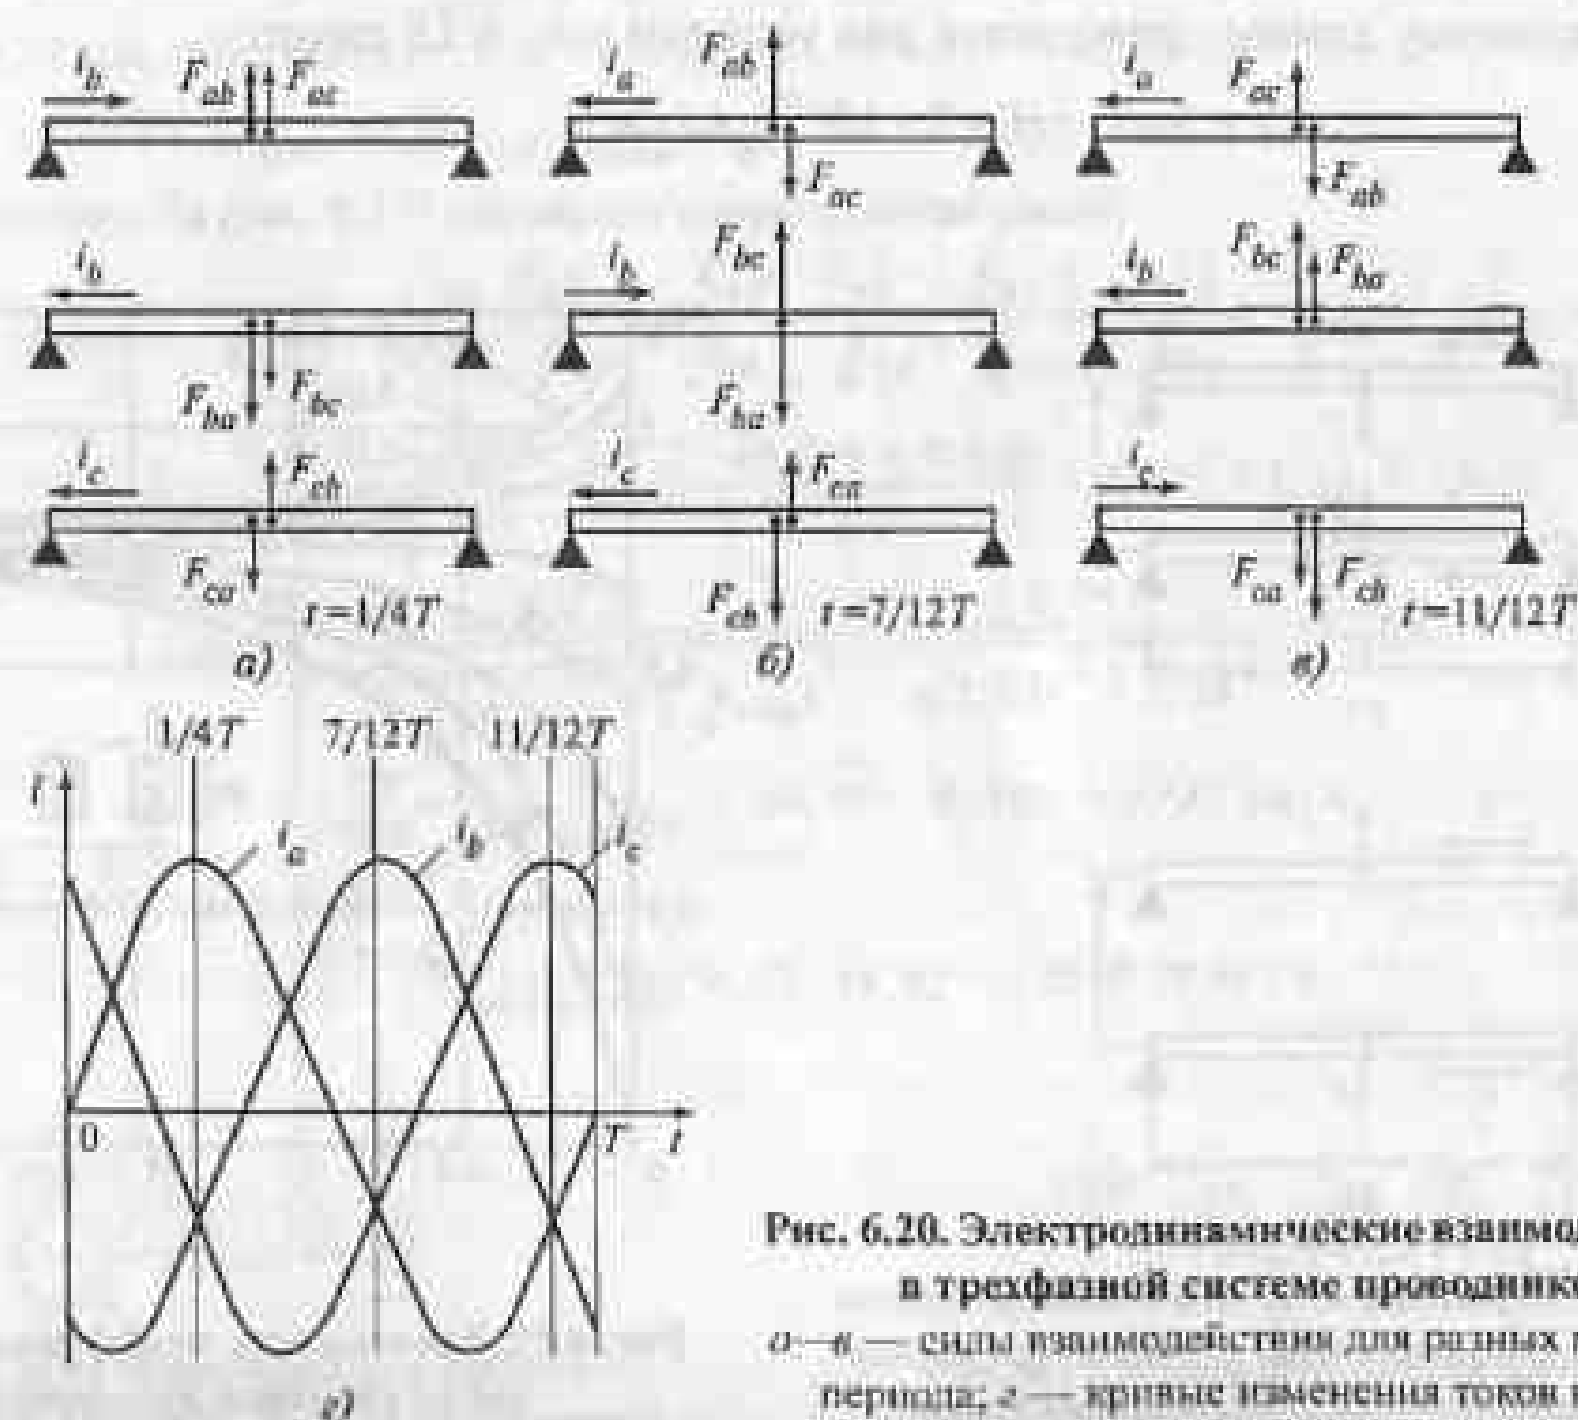 i_b F_ab F_ac
i_a F_ab F_ac
i_a F_ac F_ab
i_b F_ba F_bc
i_b F_bc F_ba
i_b F_bc F_ba
i_c F_cb F_ca
i_c F_ca F_cb
i_c F_ca F_cb
t=1/4T
t=7/12T
t=11/12T
а) б) в)
1/4T 7/12T 11/12T
i_a i_b i_c
0 T t
г)
Рис. 6.20. Электродинамические
в трехфазной системе
а—в — силы взаимодействия для разных
периода; г — кривые изменения токов